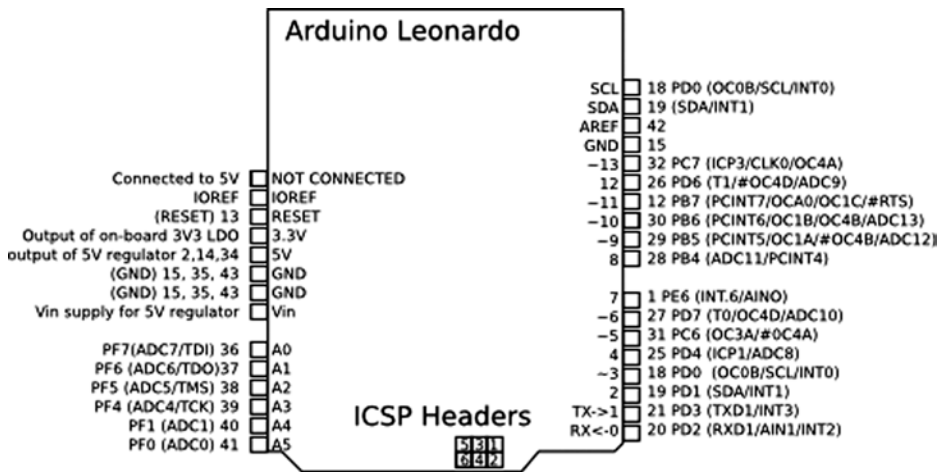 Arduino Leonardo
Connected to 5V NOT CONNECTED
IOREF IOREF
(RESET) 13 RESET
Output of on-board 3V3 LDO 3.3V
output of 5V regulator 2,14,34 5V
(GND) 15, 35, 43 GND
(GND) 15, 35, 43 GND
Vin supply for 5V regulator Vin
PF7(ADC7/TDI) 36 A0
PF6 (ADC6/TDO)37 A1
PF5 (ADC5/TMS) 38 A2
PF4 (ADC4/TCK) 39 A3
PF1 (ADC1) 40 A4
PF0 (ADC0) 41 A5
SCL 18 PD0 (OC0B/SCL/INT0)
SDA 19 (SDA/INT1)
AREF 42
GND 15
~13 32 PC7 (ICP3/CLK0/OC4A)
12 26 PD6 (T1/#OC4D/ADC9)
~11 12 PB7 (PCINT7/OCA0/OC1C/#RTS)
~10 30 PB6 (PCINT6/OC1B/OC4B/ADC13)
~9 29 PB5 (PCINT5/OC1A/#OC4B/ADC12)
8 28 PB4 (ADC11/PCINT4)
7 1 PE6 (INT.6/AINO)
~6 27 PD7 (T0/OC4D/ADC10)
~5 31 PC6 (OC3A/#0C4A)
4 25 PD4 (ICP1/ADC8)
~3 18 PD0 (OC0B/SCL/INT0)
2 19 PD1 (SDA/INT1)
TX->1 21 PD3 (TXD1/INT3)
RX<-0 20 PD2 (RXD1/AIN1/INT2)
ICSP Headers
5 3 1
6 4 2